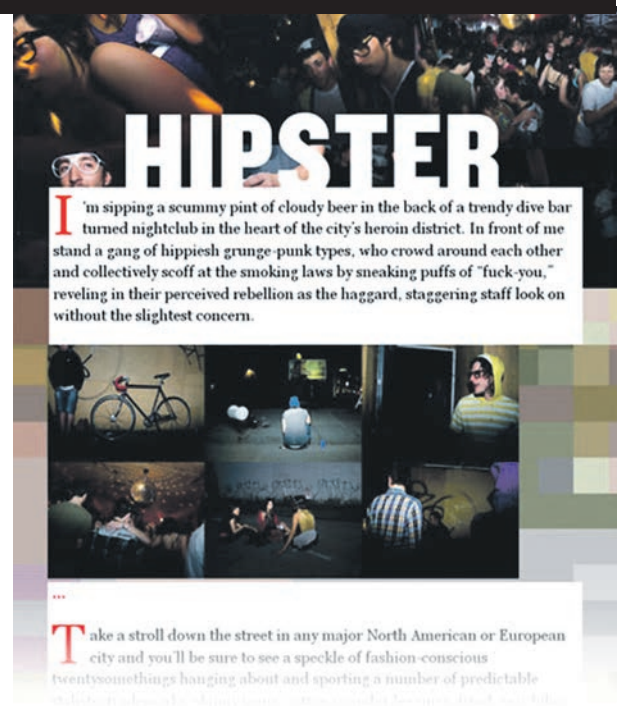 HIPSTER
I'm sipping a scummy pint of cloudy beer in the back of a trendy dive bar
turned nightclub in the heart of the city's heroin district. In front of me
stand a gang of hippiesh grunge-punk types, who crowd around each other
and collectively scoff at the smoking laws by sneaking puffs of "fuck-you,"
reveling in their perceived rebellion as the haggard, staggering staff look on
without the slightest concern.
...
Take a stroll down the street in any major North American or European
city and you'll be sure to see a speckle of fashion-conscious
twentysomethings hanging about and sporting a number of predictable